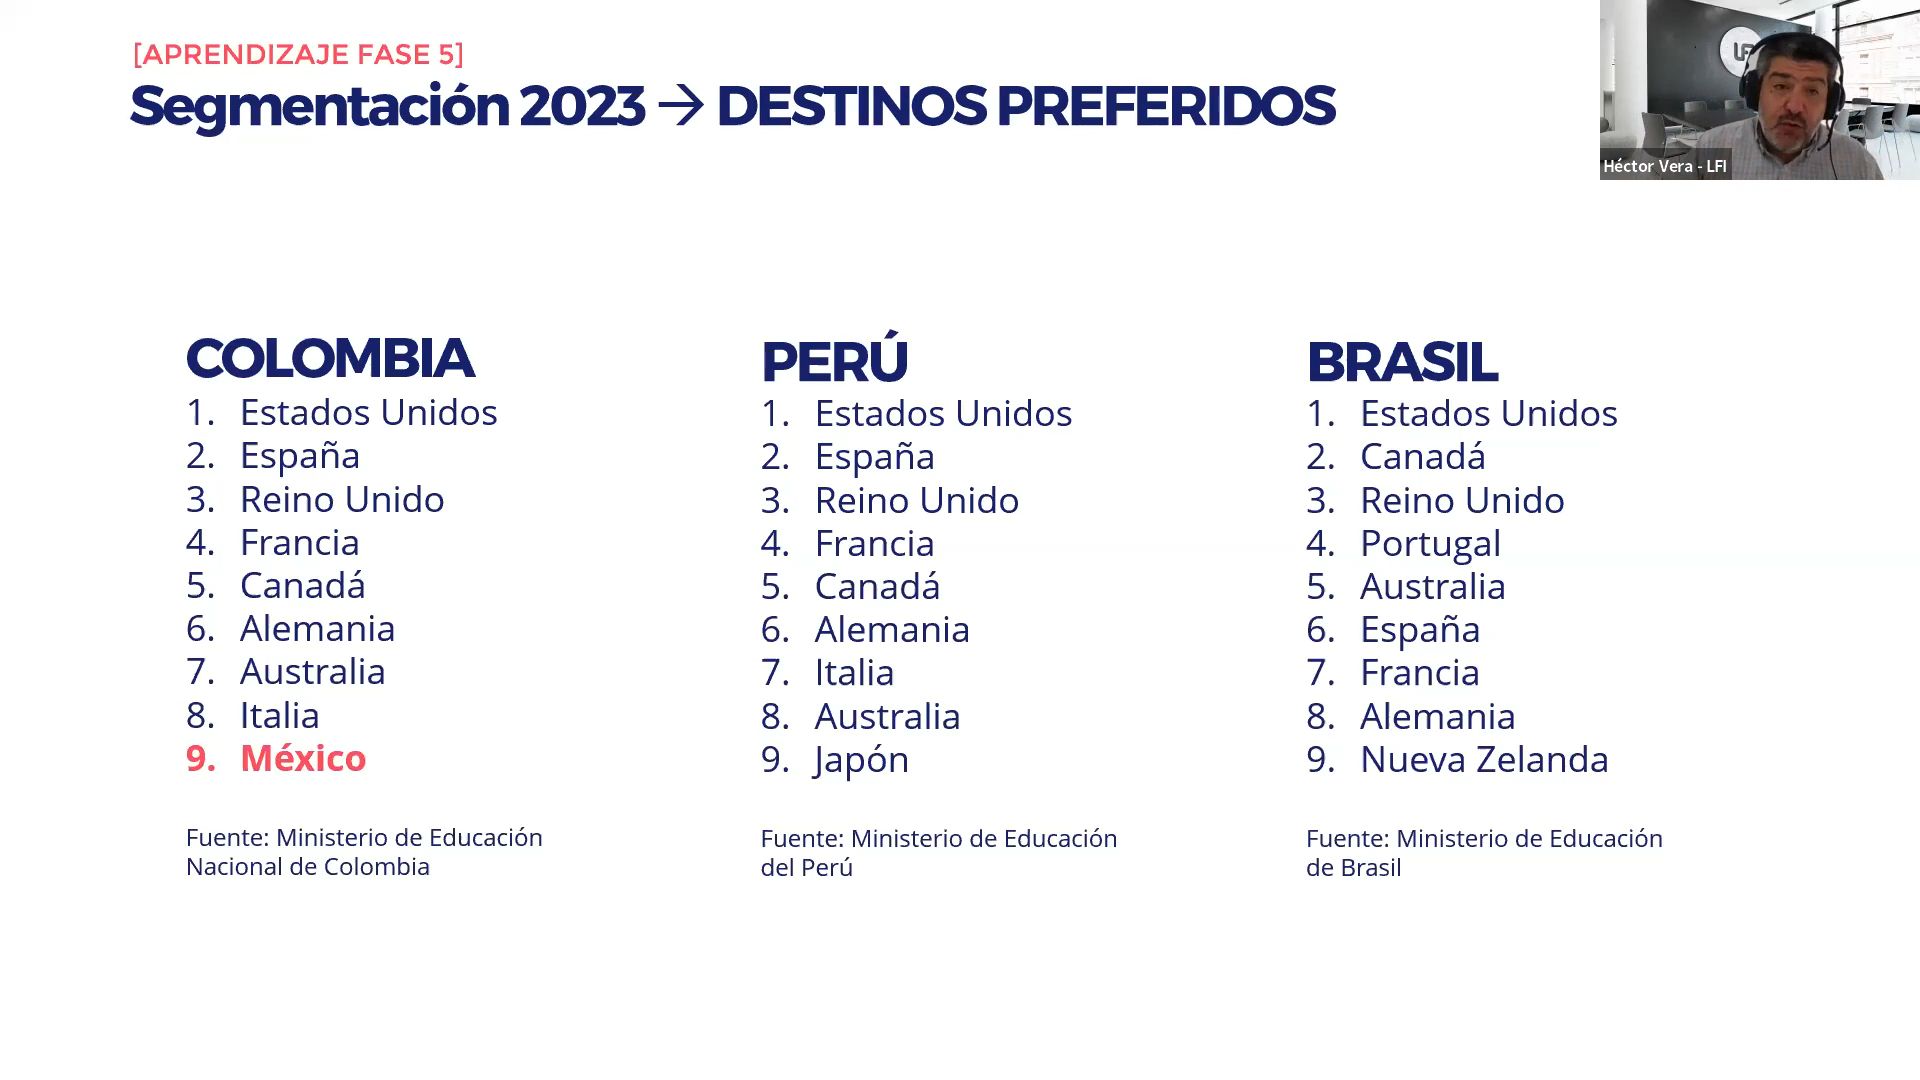 [APRENDIZAJE FASE 5]
Segmentación 2023 → DESTINOS PREFERIDOS
Héctor Vera - LFI
COLOMBIA
1. Estados Unidos
2. España
3. Reino Unido
4. Francia
5. Canadá
6. Alemania
7. Australia
8. Italia
9. México
Fuente: Ministerio de Educación
Nacional de Colombia
PERÚ
1. Estados Unidos
2. España
3. Reino Unido
4. Francia
5. Canadá
6. Alemania
7. Italia
8. Australia
9. Japón
Fuente: Ministerio de Educación
del Perú
BRASIL
1. Estados Unidos
2. Canadá
3. Reino Unido
4. Portugal
5. Australia
6. España
7. Francia
8. Alemania
9. Nueva Zelanda
Fuente: Ministerio de Educación
de Brasil